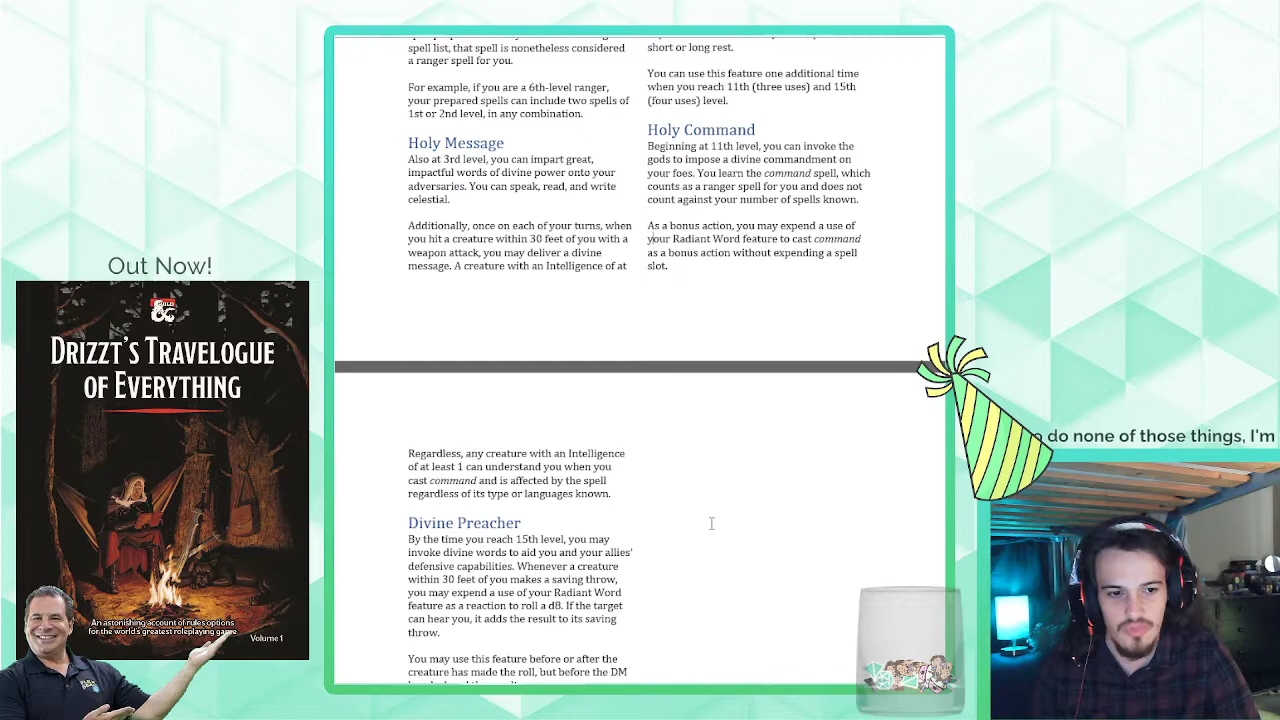 spell list, that spell is nonetheless considered
a ranger spell for you.
For example, if you are a 6th-level ranger,
your prepared spells can include two spells of
1st or 2nd level, in any combination.
Holy Message
Also at 3rd level, you can impart great,
impactful words of divine power onto your
adversaries. You can speak, read, and write
celestial.
Additionally, once on each of your turns, when
you hit a creature within 30 feet of you with a
weapon attack, you may deliver a divine
message. A creature with an Intelligence of at
short or long rest.
You can use this feature one additional time
when you reach 11th (three uses) and 15th
(four uses) level.
Holy Command
Beginning at 11th level, you can invoke the
gods to impose a divine commandment on
your foes. You learn the command spell, which
counts as a ranger spell for you and does not
count against your number of spells known.
As a bonus action, you may expend a use of
your Radiant Word feature to cast command
as a bonus action without expending a spell
slot.
Regardless, any creature with an Intelligence
of at least 1 can understand you when you
cast command and is affected by the spell
regardless of its type or languages known.
Divine Preacher
By the time you reach 15th level, you may
invoke divine words to aid you and your allies'
defensive capabilities. Whenever a creature
within 30 feet of you makes a saving throw,
you may expend a use of your Radiant Word
feature as a reaction to roll a d8. If the target
can hear you, it adds the result to its saving
throw.
You may use this feature before or after the
creature has made the roll, but before the DM
Out Now!
Drizzt's Travelogue
of Everything
An astonishing account of rules options
for the world's greatest roleplaying game
Volume 1
do none of those things, I'm